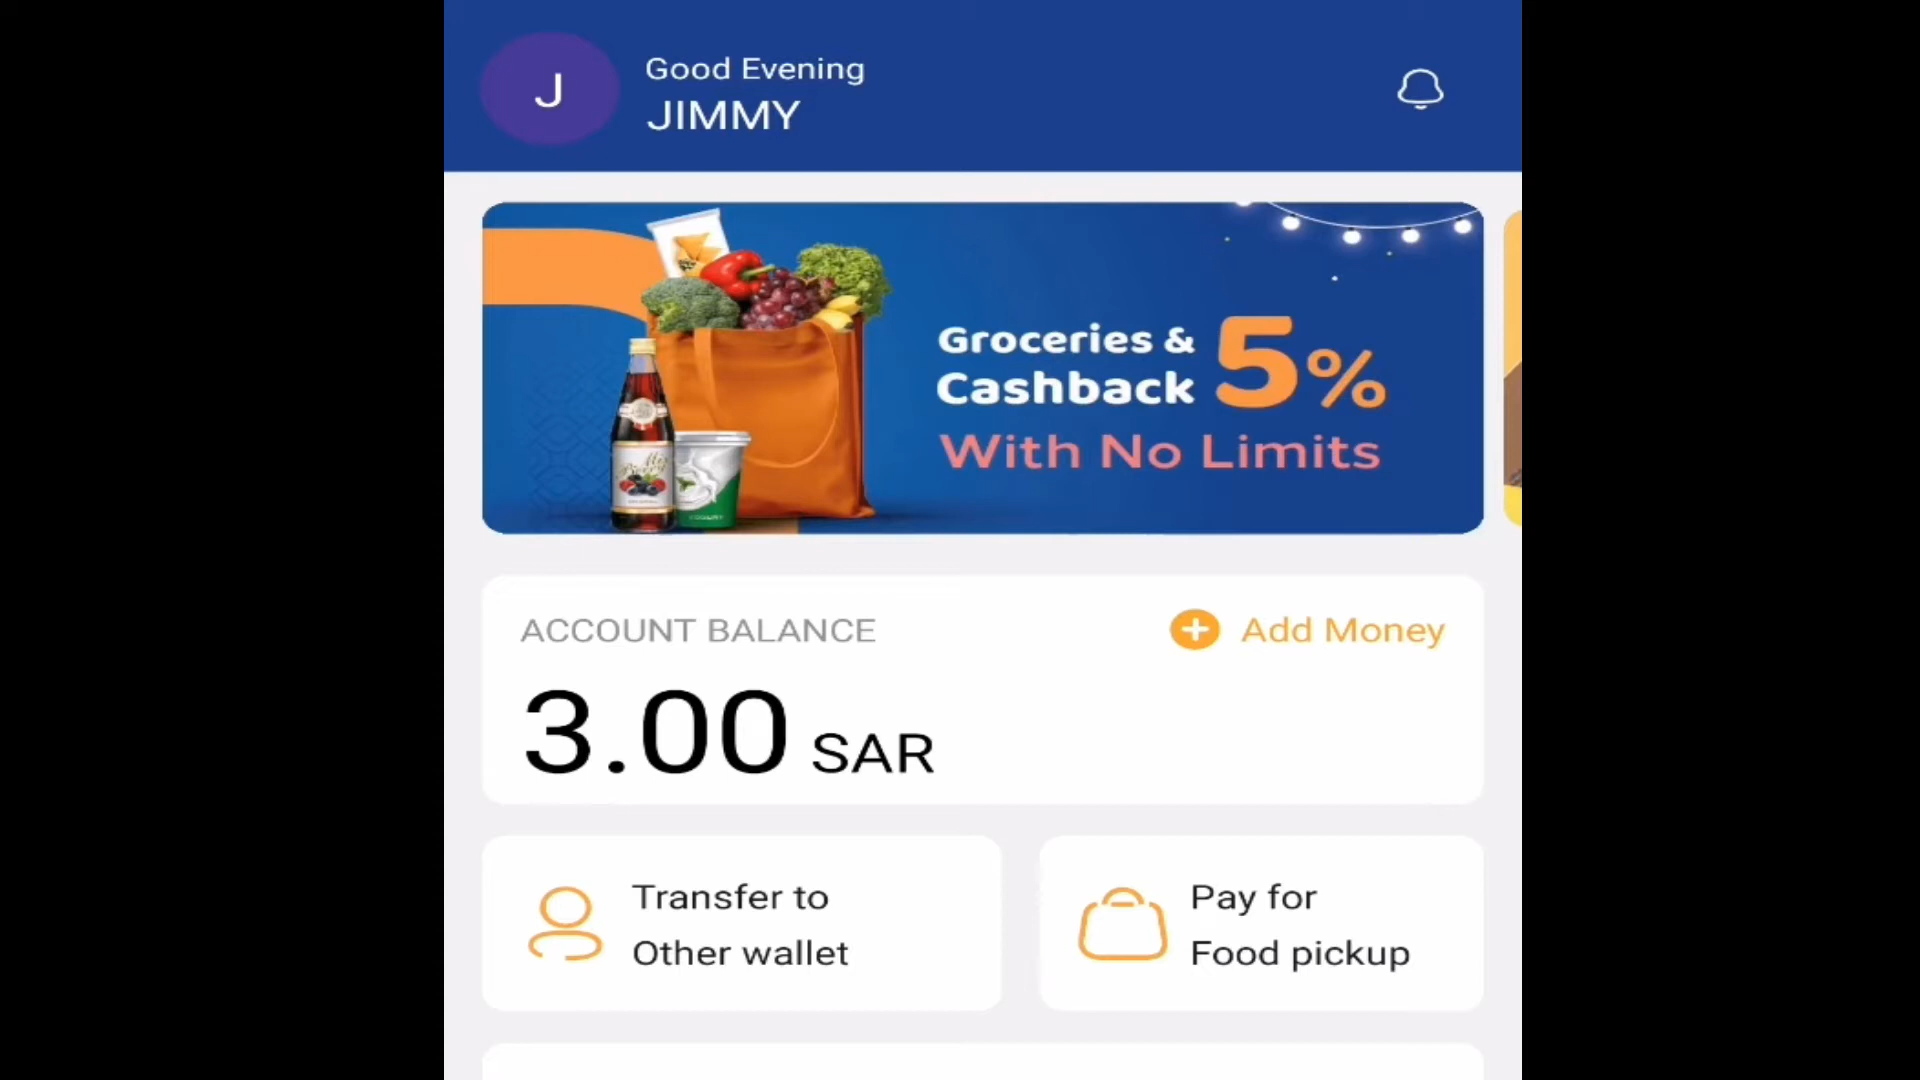 J
Good Evening
JIMMY
Groceries &
Cashback
5%
With No Limits
ACCOUNT BALANCE
Add Money
3.00 SAR
Transfer to
Other wallet
Pay for
Food pickup